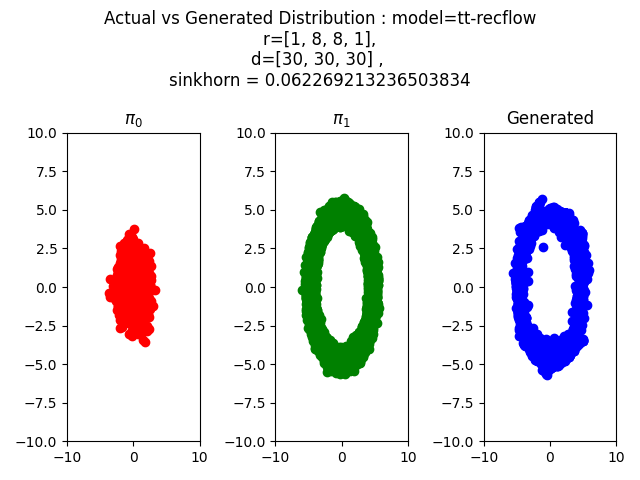 Actual vs Generated Distribution : model=tt-recflow
r=[1, 8, 8, 1],
d=[30, 30, 30] ,
sinkhorn = 0.062269213236503834
π₀ π₁ Generated
10.0 10.0 10.0
7.5 7.5 7.5
5.0 5.0 5.0
2.5 2.5 2.5
0.0 0.0 0.0
−2.5 −2.5 −2.5
−5.0 −5.0 −5.0
−7.5 −7.5 −7.5
−10.0 −10.0 −10.0
−10 0 10 −10 0 10 −10 0 10